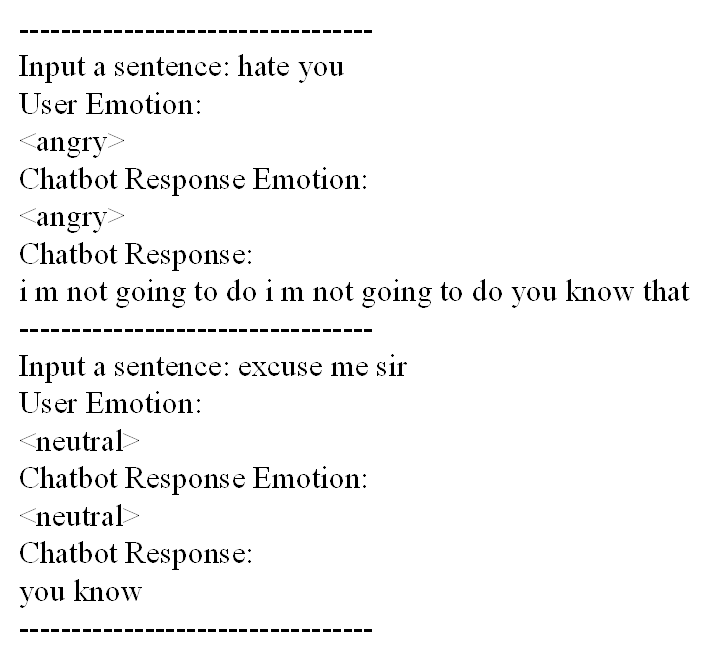 ----------------------------------
Input a sentence: hate you
User Emotion:
<angry>
Chatbot Response Emotion:
<angry>
Chatbot Response:
i m not going to do i m not going to do you know that
----------------------------------
Input a sentence: excuse me sir
User Emotion:
<neutral>
Chatbot Response Emotion:
<neutral>
Chatbot Response:
you know
----------------------------------